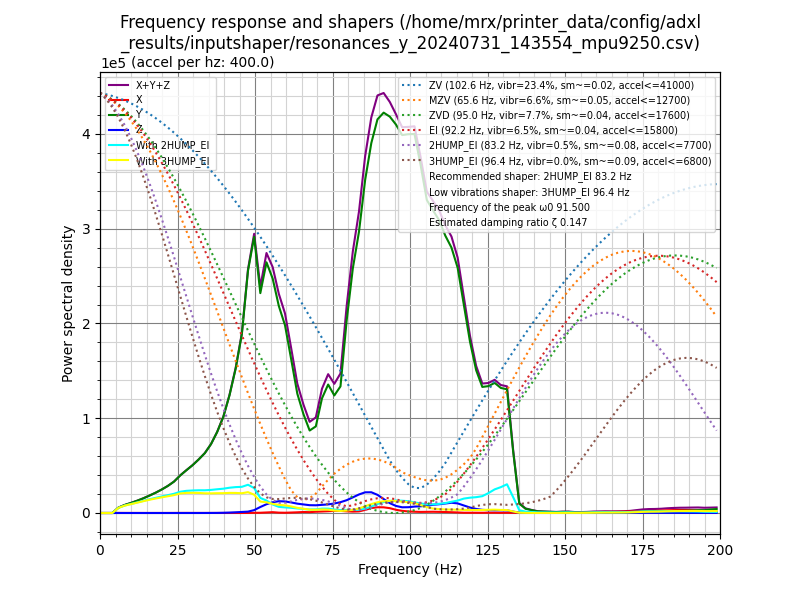 Frequency response and shapers (/home/mrx/printer_data/config/adxl
_results/inputshaper/resonances_y_20240731_143554_mpu9250.csv)
1e5 (accel per hz: 400.0)
X+Y+Z
X
Y
Z
With 2HUMP_EI
With 3HUMP_EI
ZV (102.6 Hz, vibr=23.4%, sm~=0.02, accel<=41000)
MZV (65.6 Hz, vibr=6.6%, sm~=0.05, accel<=12700)
ZVD (95.0 Hz, vibr=7.7%, sm~=0.04, accel<=17600)
EI (92.2 Hz, vibr=6.5%, sm~=0.04, accel<=15800)
2HUMP_EI (83.2 Hz, vibr=0.5%, sm~=0.08, accel<=7700)
3HUMP_EI (96.4 Hz, vibr=0.0%, sm~=0.09, accel<=6800)
Recommended shaper: 2HUMP_EI 83.2 Hz
Low vibrations shaper: 3HUMP_EI 96.4 Hz
Frequency of the peak ω0 91.500
Estimated damping ratio ζ 0.147
Power spectral density
4
3
2
1
0
0 25 50 75 100 125 150 175 200
Frequency (Hz)